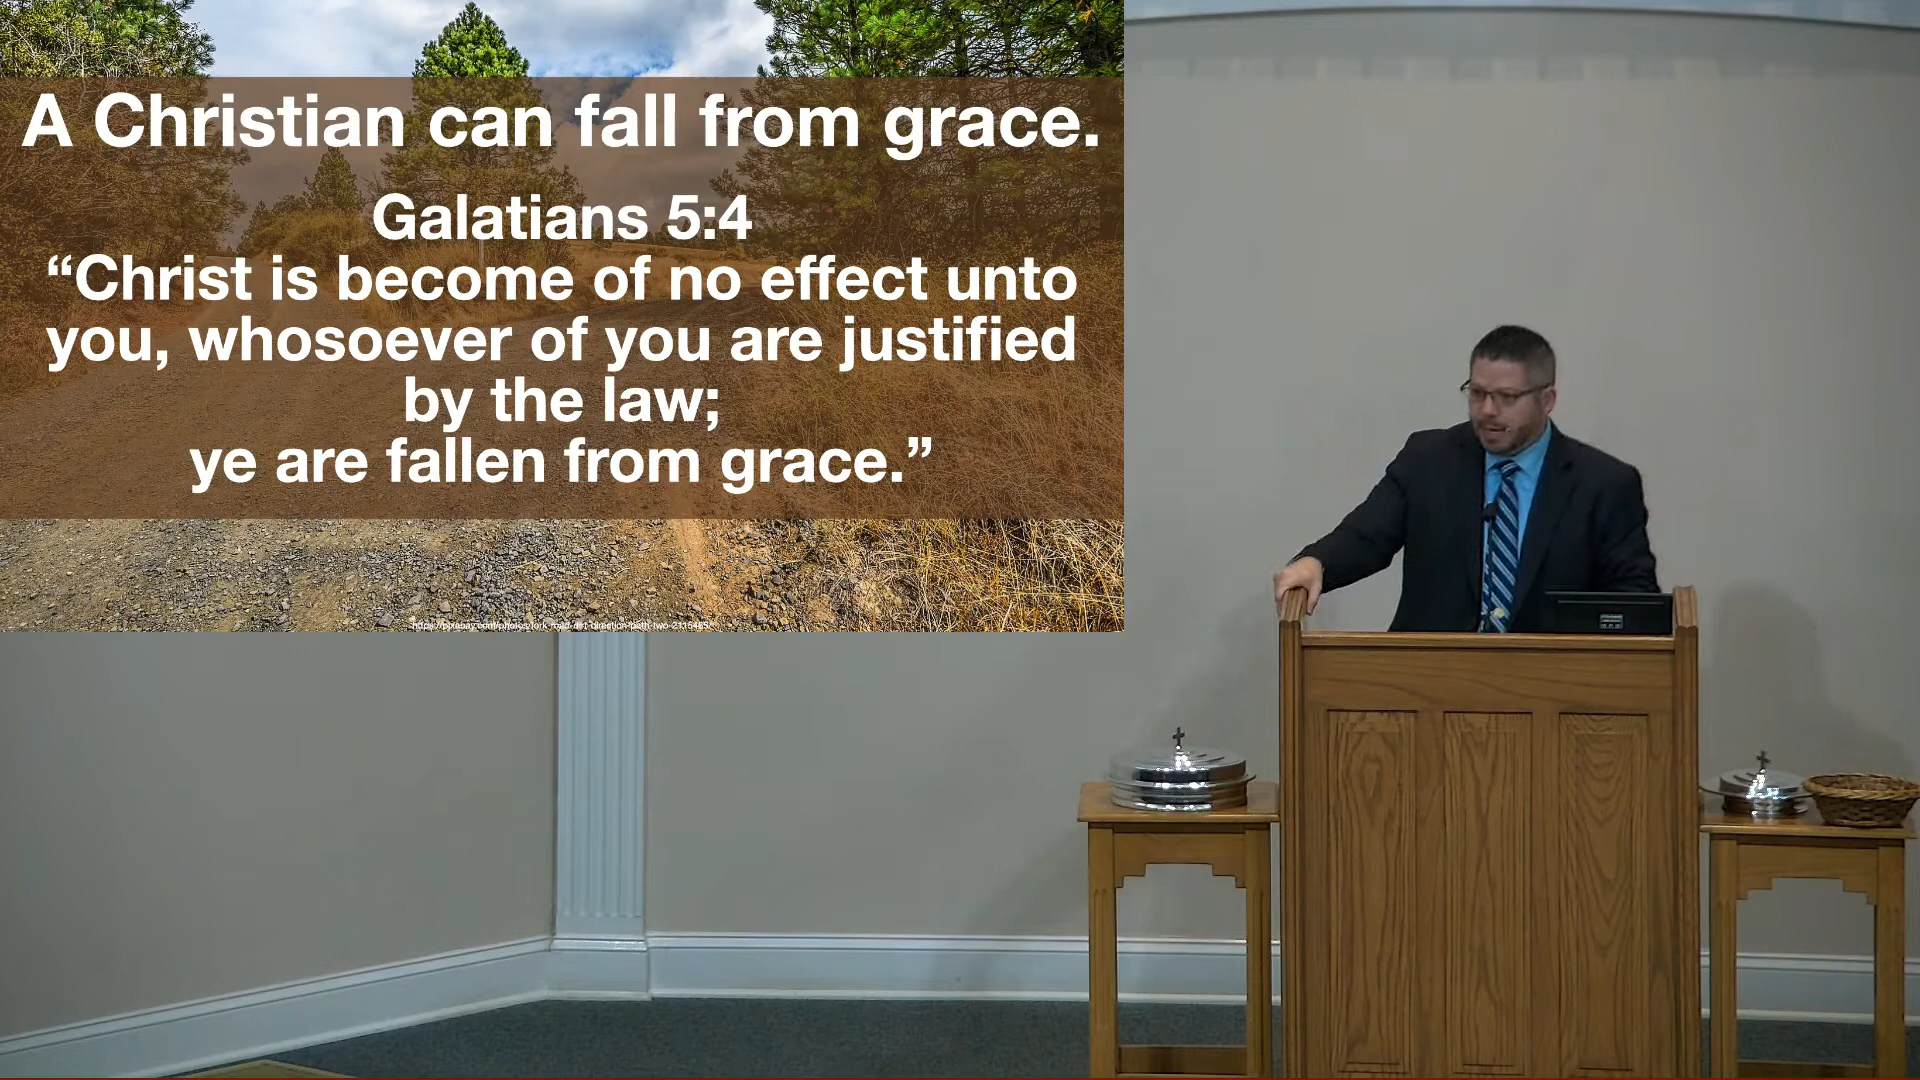 A Christian can fall from grace.
Galatians 5:4
“Christ is become of no effect unto
you, whosoever of you are justified
by the law;
ye are fallen from grace.”